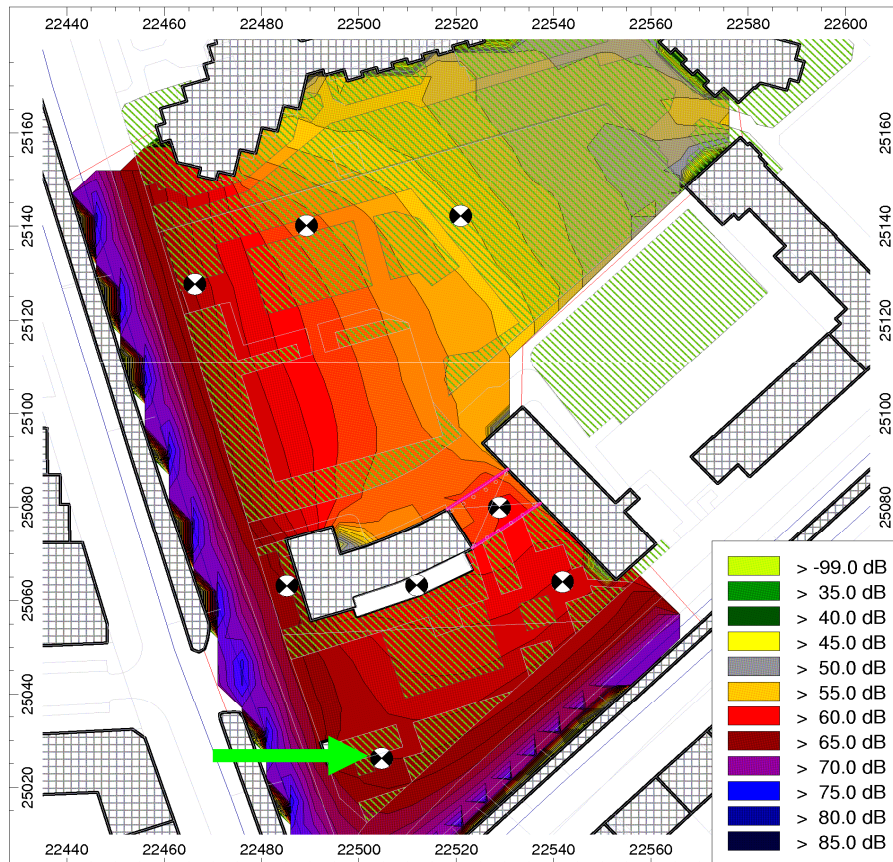 22440 22460 22480 22500 22520 22540 22560 22580 22600
25160 25160
25140 25140
25120 25120
25100 25100
25080 25080
25060
25040
25020
> -99.0 dB
> 35.0 dB
> 40.0 dB
> 45.0 dB
> 50.0 dB
> 55.0 dB
> 60.0 dB
> 65.0 dB
> 70.0 dB
> 75.0 dB
> 80.0 dB
> 85.0 dB
22440 22460 22480 22500 22520 22540 22560